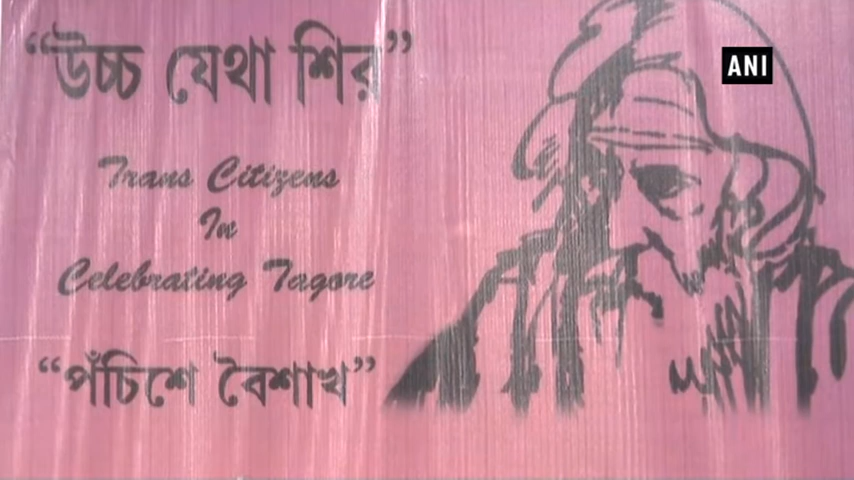 “উচ্চ যেথা শির”
ANI
Trans Citizens
In
Celebrating Tagore
“পঁচিশে বৈশাখ”